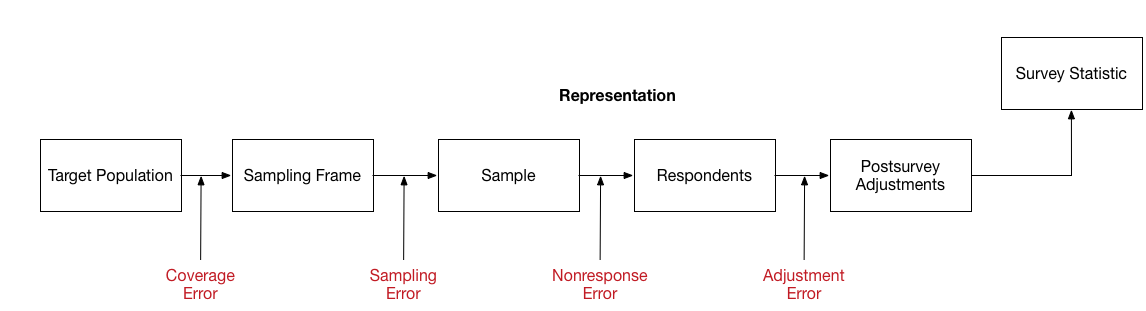 Survey Statistic
Representation
Target Population
Sampling Frame
Sample
Respondents
Postsurvey
Adjustments
Coverage
Error
Sampling
Error
Nonresponse
Error
Adjustment
Error